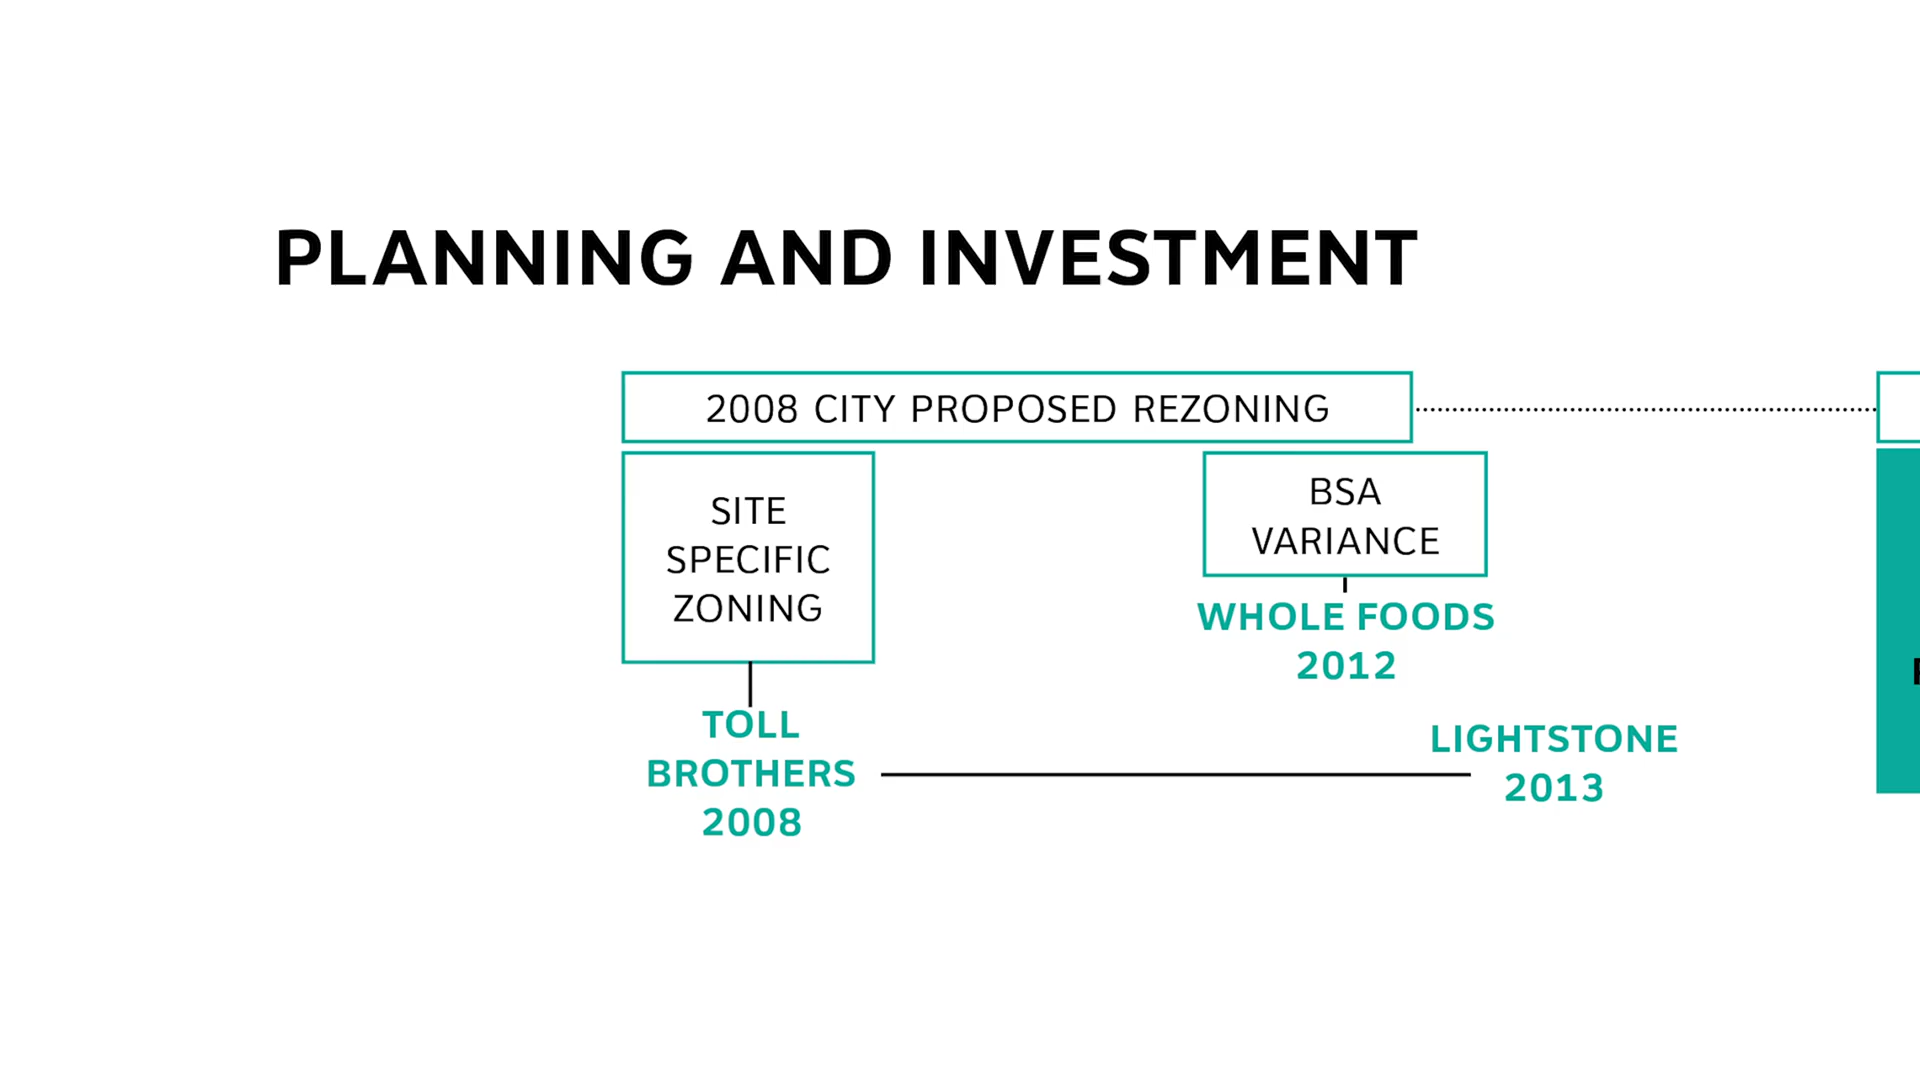 PLANNING AND INVESTMENT
2008 CITY PROPOSED REZONING
SITE
SPECIFIC
ZONING
BSA
VARIANCE
WHOLE FOODS
2012
TOLL
BROTHERS
2008
LIGHTSTONE
2013